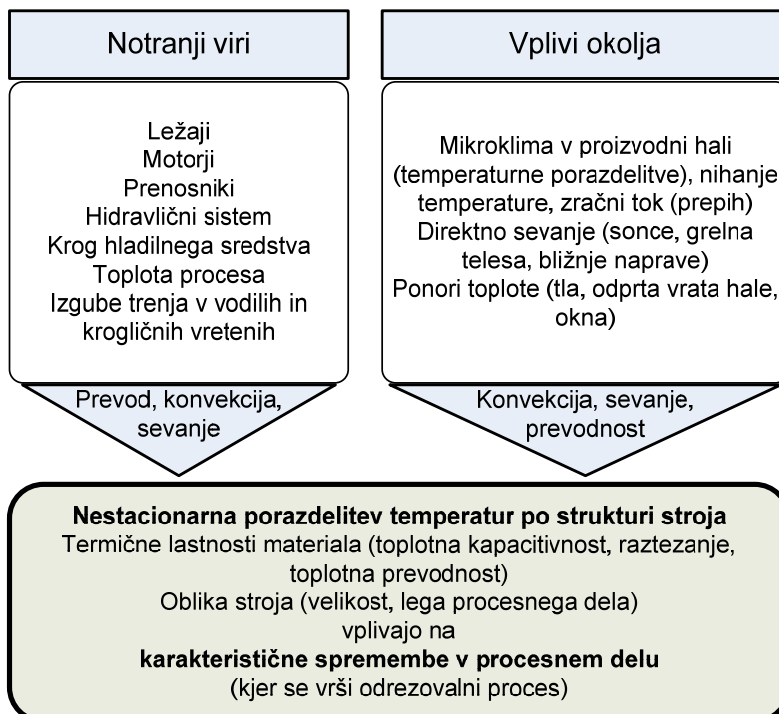 Notranji viri
Ležaji
Motorji
Prenosniki
Hidravlični sistem
Krog hladilnega sredstva
Toplota procesa
Izgube trenja v vodilih in
krogličnih vretenih
Prevod, konvekcija,
sevanje
Vplivi okolja
Mikroklima v proizvodni hali
(temperaturne porazdelitve), nihanje
temperature, zračni tok (prepih)
Direktno sevanje (sonce, grelna
telesa, bližnje naprave)
Ponori toplote (tla, odprta vrata hale,
okna)
Konvekcija, sevanje,
prevodnost
Nestacionarna porazdelitev temperatur po strukturi stroja
Termične lastnosti materiala (toplotna kapacitivnost, raztezanje,
toplotna prevodnost)
Oblika stroja (velikost, lega procesnega dela)
vplivajo na
karakteristične spremembe v procesnem delu
(kjer se vrši odrezovalni proces)